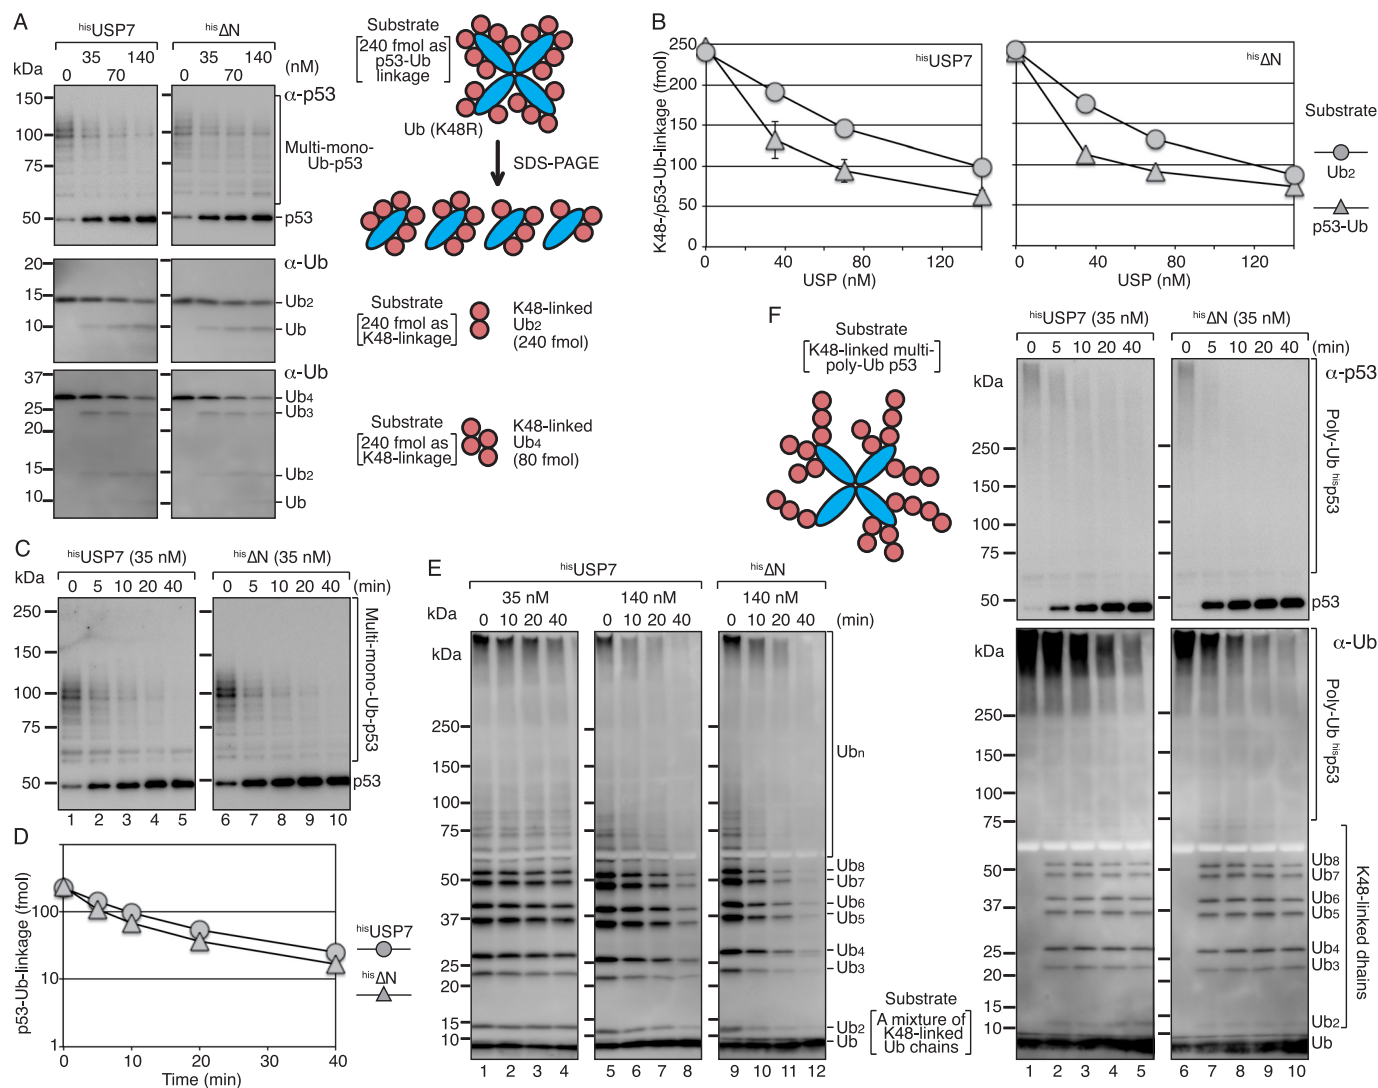 A
hisUSP7
hisΔN
35 140
35 140
kDa
0 70
0 70
(nM)
150
100
75
50
α-p53
Multi-mono-
Ub-p53
p53
20
15
10
α-Ub
Ub2
Ub
37
25
20
15
10
α-Ub
Ub4
Ub3
Ub2
Ub
Substrate
240 fmol as
p53-Ub
linkage
Ub (K48R)
SDS-PAGE
Substrate
240 fmol as
K48-linkage
K48-linked
Ub2
(240 fmol)
Substrate
240 fmol as
K48-linkage
K48-linked
Ub4
(80 fmol)
B
K48-/p53-Ub-linkage (fmol)
250
200
150
100
50
0
hisUSP7
0 40 80 120
USP (nM)
hisΔN
0 40 80 120
USP (nM)
Substrate
Ub2
p53-Ub
C
hisUSP7 (35 nM)
hisΔN (35 nM)
kDa
0 5 10 20 40
0 5 10 20 40
(min)
250
150
100
75
50
Multi-mono-Ub-p53
p53
1 2 3 4 5
6 7 8 9 10
D
p53-Ub-linkage (fmol)
100
10
1
0 10 20 30 40
Time (min)
hisUSP7
hisΔN
E
hisUSP7
hisΔN
kDa
35 nM
140 nM
140 nM
0 10 20 40
0 10 20 40
0 10 20 40
(min)
kDa
250
150
100
75
50
37
25
20
15
10
Ubn
Ub8
Ub7
Ub6
Ub5
Ub4
Ub3
Ub2
Ub
1 2 3 4
5 6 7 8
9 10 11 12
Substrate
A mixture of
K48-linked
Ub chains
F
Substrate
K48-linked multi-
poly-Ub p53
hisUSP7 (35 nM)
hisΔN (35 nM)
0 5 10 20 40
0 5 10 20 40
(min)
kDa
250
150
100
75
50
α-p53
Poly-Ub hisp53
p53
kDa
250
150
100
75
50
37
25
20
15
10
α-Ub
Poly-Ub hisp53
Ub8
Ub7
Ub6
Ub5
Ub4
Ub3
Ub2
Ub
K48-linked dhains
1 2 3 4 5
6 7 8 9 10